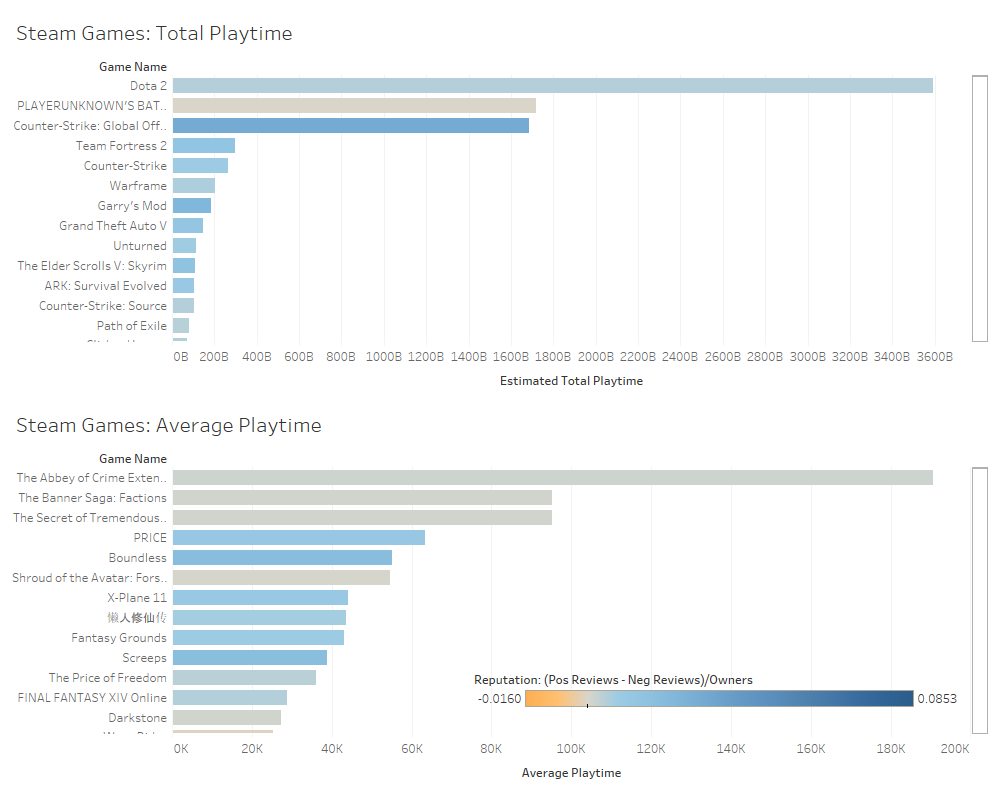 Steam Games: Total Playtime
Game Name
Dota 2
PLAYERUNKNOWN'S BAT..
Counter-Strike: Global Off..
Team Fortress 2
Counter-Strike
Warframe
Garry's Mod
Grand Theft Auto V
Unturned
The Elder Scrolls V: Skyrim
ARK: Survival Evolved
Counter-Strike: Source
Path of Exile
0B 200B 400B 600B 800B 1000B 1200B 1400B 1600B 1800B 2000B 2200B 2400B 2600B 2800B 3000B 3200B 3400B 3600B
Estimated Total Playtime
Steam Games: Average Playtime
Game Name
The Abbey of Crime Exten..
The Banner Saga: Factions
The Secret of Tremendous..
PRICE
Boundless
Shroud of the Avatar: Fors..
X-Plane 11
懒人修仙传
Fantasy Grounds
Screeps
The Price of Freedom
FINAL FANTASY XIV Online
Darkstone
Reputation: (Pos Reviews - Neg Reviews)/Owners
-0.0160 0.0853
0K 20K 40K 60K 80K 100K 120K 140K 160K 180K 200K
Average Playtime